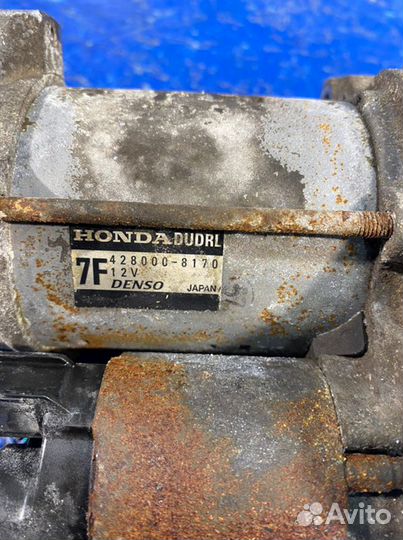 HONDA DUDRL
7F 428000-8170
12V
DENSO JAPAN
Avito